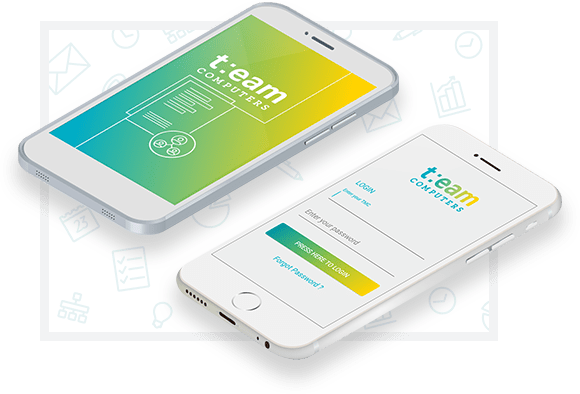 t:eam
COMPUTERS
t:eam
COMPUTERS
LOGIN
Enter your TMC
Enter your password
PRESS HERE TO LOGIN
Forgot Password ?